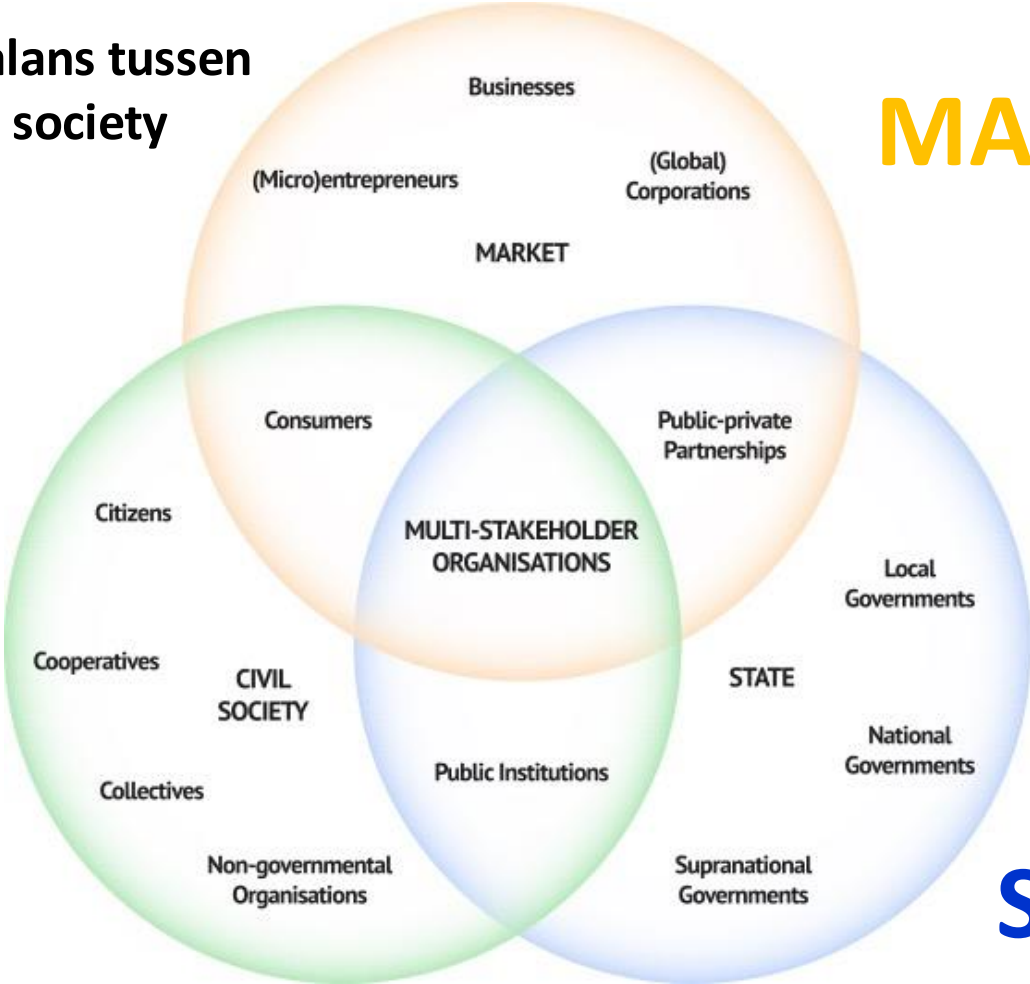 alans tussen
society
MA
Businesses
(Micro)entrepreneurs
(Global)
Corporations
MARKET
Consumers
Public-private
Partnerships
Citizens
MULTI-STAKEHOLDER
ORGANISATIONS
Local
Governments
Cooperatives
CIVIL
SOCIETY
STATE
National
Governments
Public Institutions
Collectives
Non-governmental
Organisations
Supranational
Governments
S